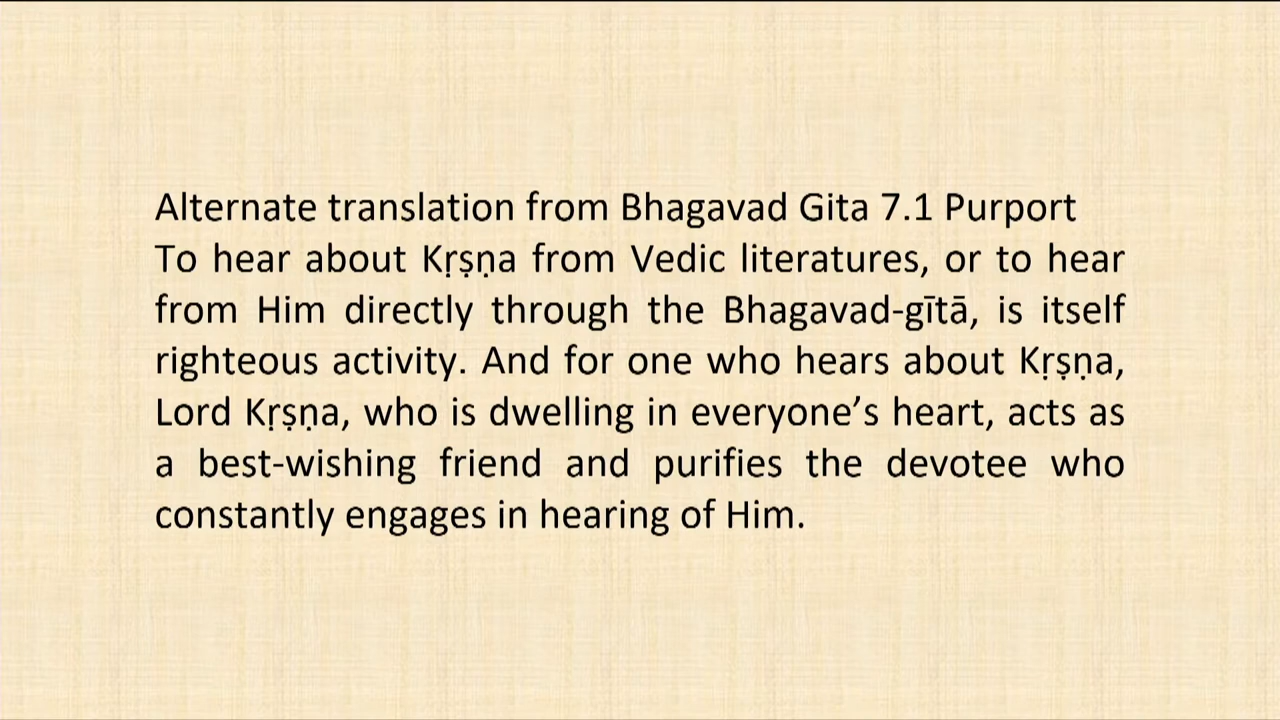 Alternate translation from Bhagavad Gita 7.1 Purport
To hear about Kṛṣṇa from Vedic literatures, or to hear
from Him directly through the Bhagavad-gītā, is itself
righteous activity. And for one who hears about Kṛṣṇa,
Lord Kṛṣṇa, who is dwelling in everyone’s heart, acts as
a best-wishing friend and purifies the devotee who
constantly engages in hearing of Him.